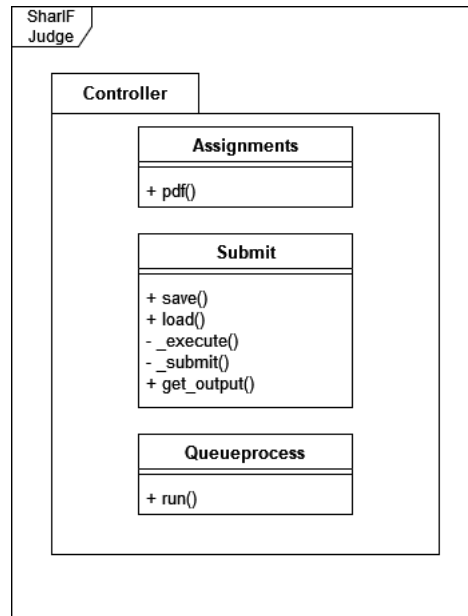 SharIF
Judge
Controller
Assignments
+ pdf()
Submit
+ save()
+ load()
- _execute()
- _submit()
+ get_output()
Queueprocess
+ run()